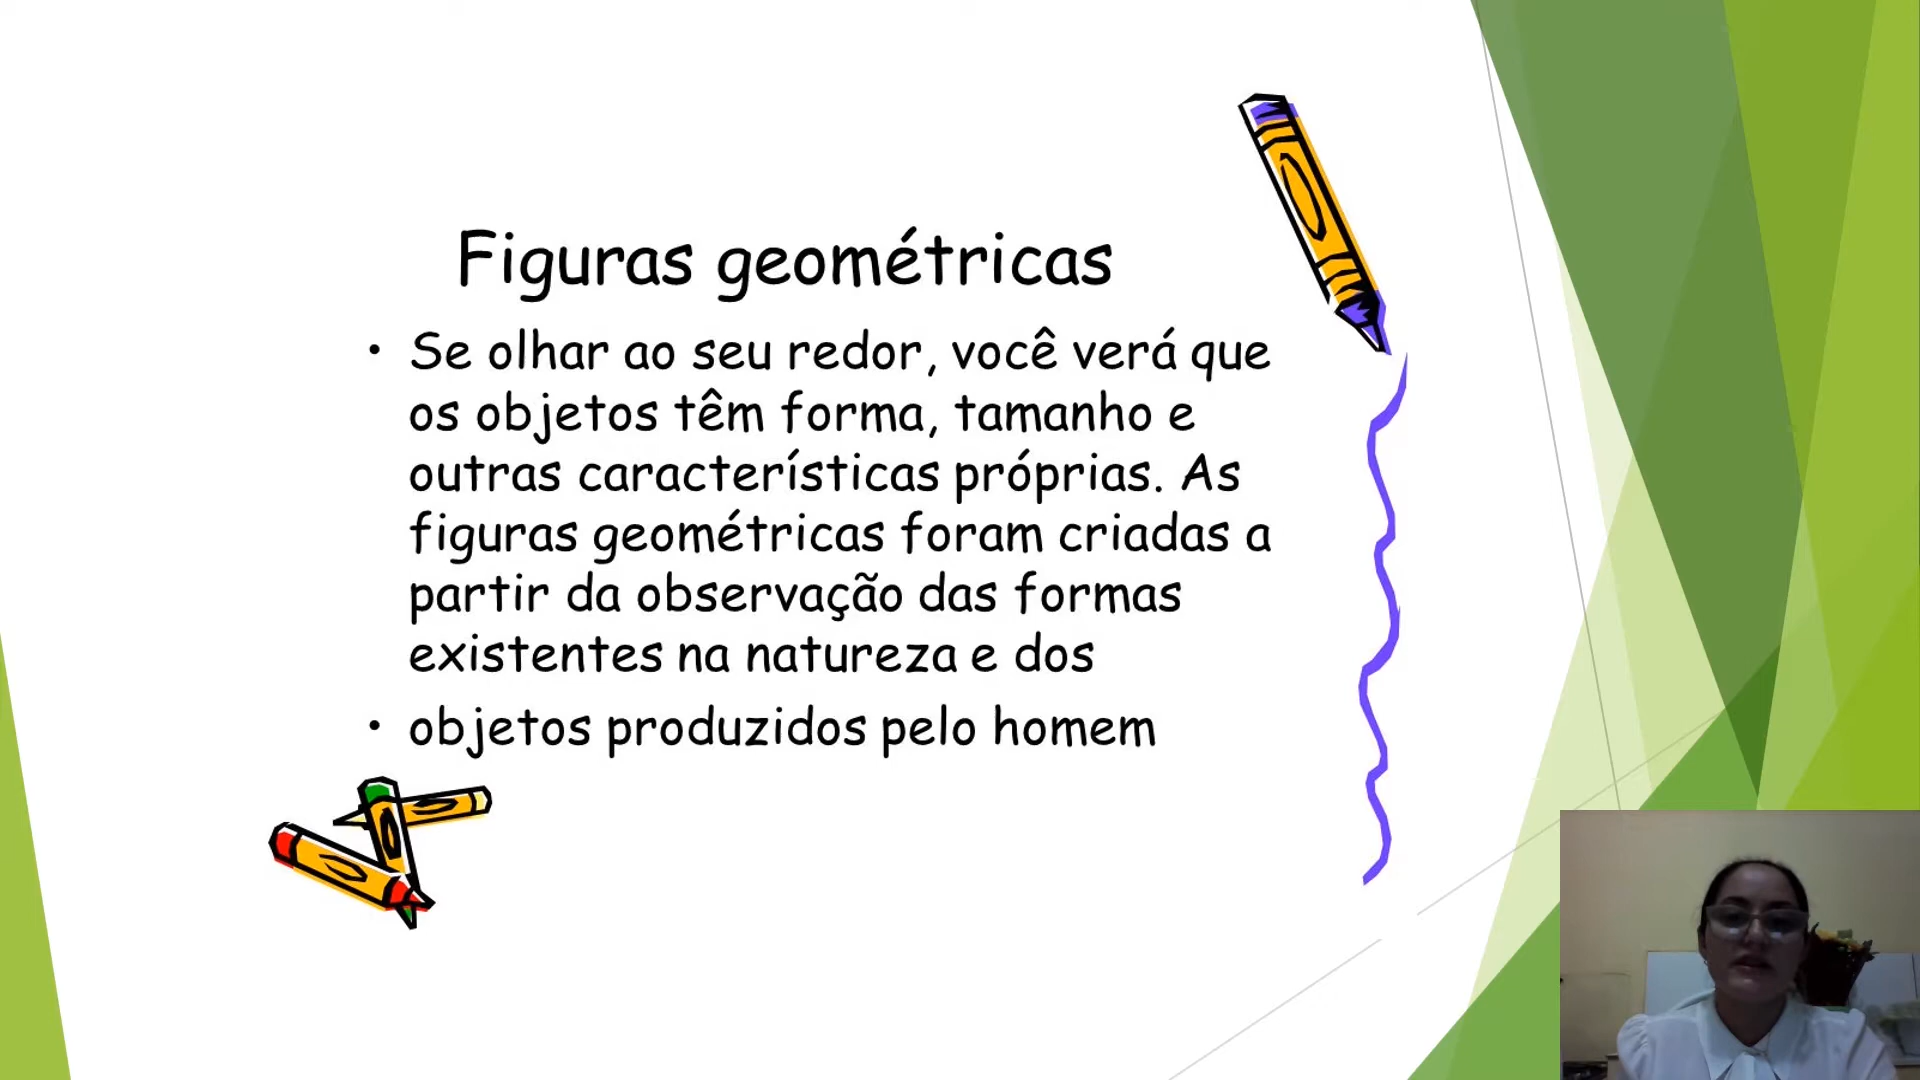 Figuras geométricas
• Se olhar ao seu redor, você verá que
os objetos têm forma, tamanho e
outras características próprias. As
figuras geométricas foram criadas a
partir da observação das formas
existentes na natureza e dos
• objetos produzidos pelo homem